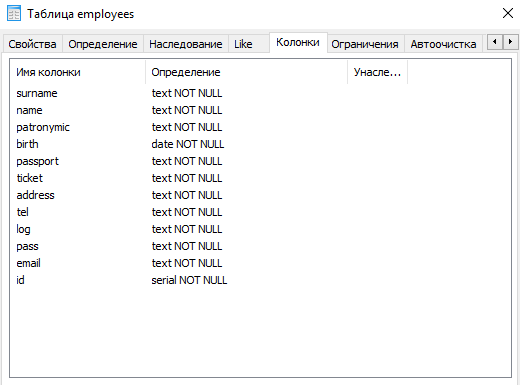 Таблица employees
Свойства Определение Наследование Like Колонки Ограничения Автоочистка
Имя колонки Определение Унасле...
surname text NOT NULL
name text NOT NULL
patronymic text NOT NULL
birth date NOT NULL
passport text NOT NULL
ticket text NOT NULL
address text NOT NULL
tel text NOT NULL
log text NOT NULL
pass text NOT NULL
email text NOT NULL
id serial NOT NULL